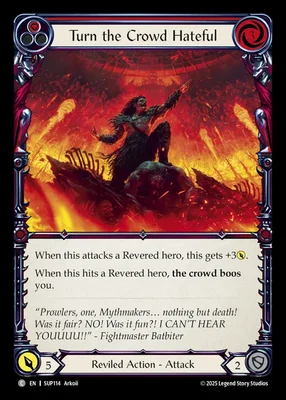 Turn the Crowd Hateful
When this attacks a Revered hero, this gets +3.
When this hits a Revered hero, the crowd boos
you.
“Prowlers, one, Mythmakers… nothing but death!
Was it fair? NO! Was it fun?! I CAN'T HEAR
YOUUUU!!” - Fightmaster Batbiter
5
Reviled Action - Attack
2
C EN SUP114 Arkoii
©2025 Legend Story Studios